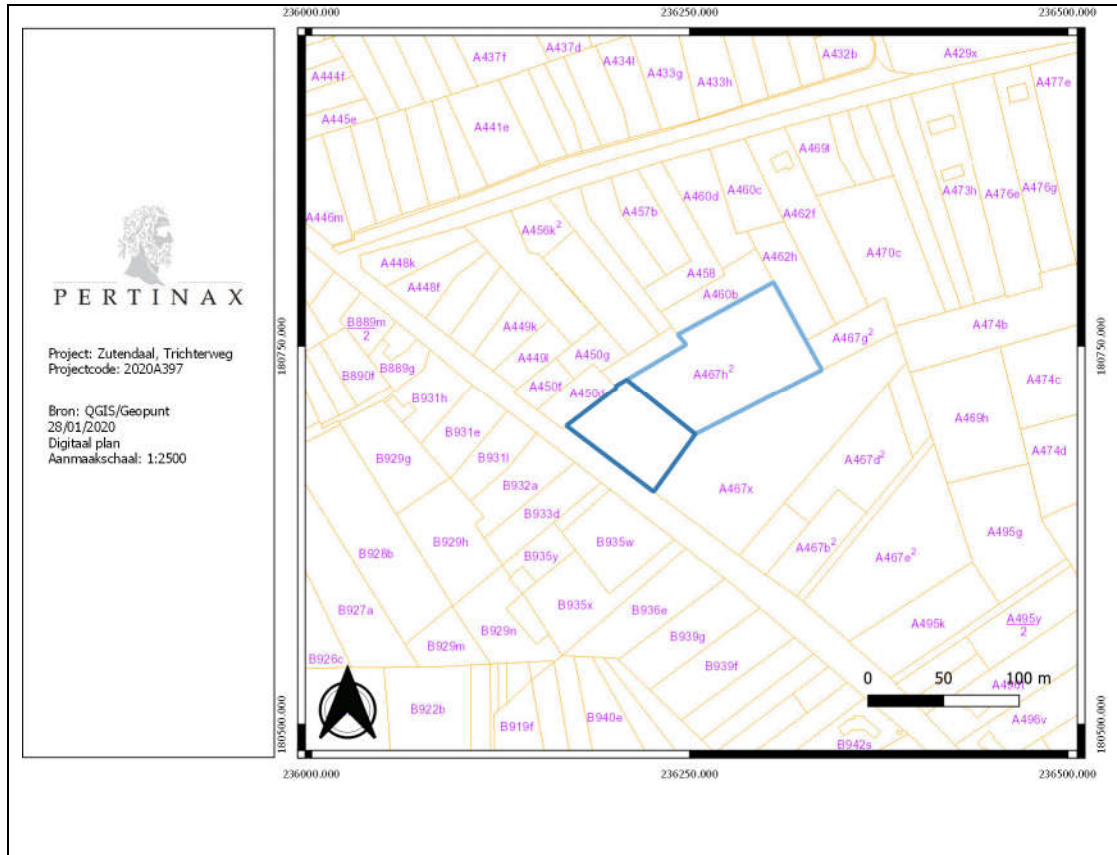 236000.000
236250.000
236500.000
PERTINAX
Project: Zutendaal, Trichterweg
Projectcode: 2020A397
Bron: QGIS/Geopunt
28/01/2020
Digitaal plan
Aanmaakschaal: 1:2500
180750.000
180750.000
180500.000
180500.000
A437f
A437d
A434l
A433g
A433h
A432b
A429x
A477e
A444f
A445e
A441e
A469l
A473h
A476e
A476g
A446m
A456k²
A457b
A460d
A460c
A462f
A470c
A448k
A448f
A458
A462h
A460b
B889m
2
A449k
A467g²
A474b
B890f
B889g
A449l
A450g
A467h²
A474c
B931h
A450f
A450d
A469h
B929g
B931e
B931l
A467d²
A474d
B932a
A467x
B933d
B928b
B929h
B935y
B935w
A467b²
A467e²
A495g
B927a
B935x
B936e
A495k
A495y
2
B929n
B939g
B926c
B929m
B939f
B922b
B919f
B940e
A496v
B942s
0 50 100 m
236000.000
236250.000
236500.000